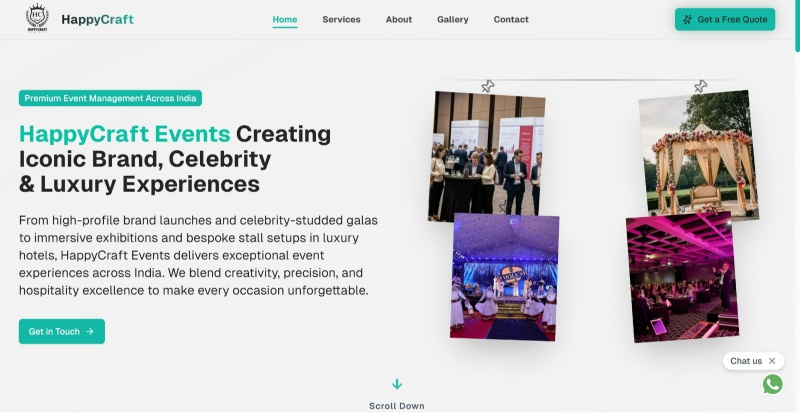 HC
HAPPYCRAFT
HappyCraft
Home
Services
About
Gallery
Contact
Get a Free Quote
Premium Event Management Across India
HappyCraft Events Creating
Iconic Brand, Celebrity
& Luxury Experiences
From high-profile brand launches and celebrity-studded galas
to immersive exhibitions and bespoke stall setups in luxury
hotels, HappyCraft Events delivers exceptional event
experiences across India. We blend creativity, precision, and
hospitality excellence to make every occasion unforgettable.
Get in Touch
Chat us
Scroll Down